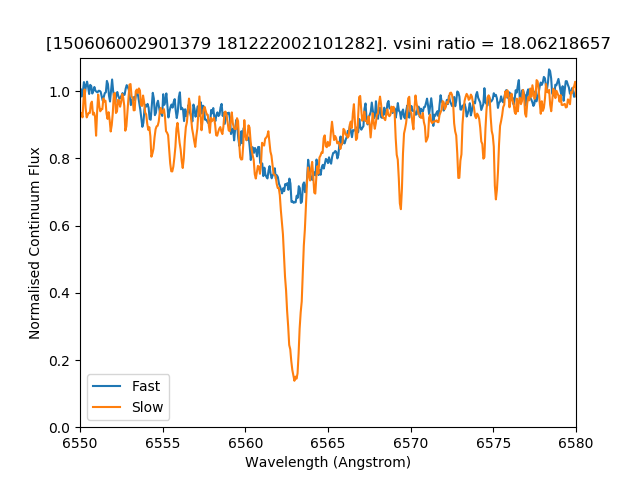 [150606002901379 181222002101282]. vsini ratio = 18.06218657
Normalised Continuum Flux
1.0
0.8
0.6
0.4
0.2
0.0
Fast
Slow
6550 6555 6560 6565 6570 6575 6580
Wavelength (Angstrom)